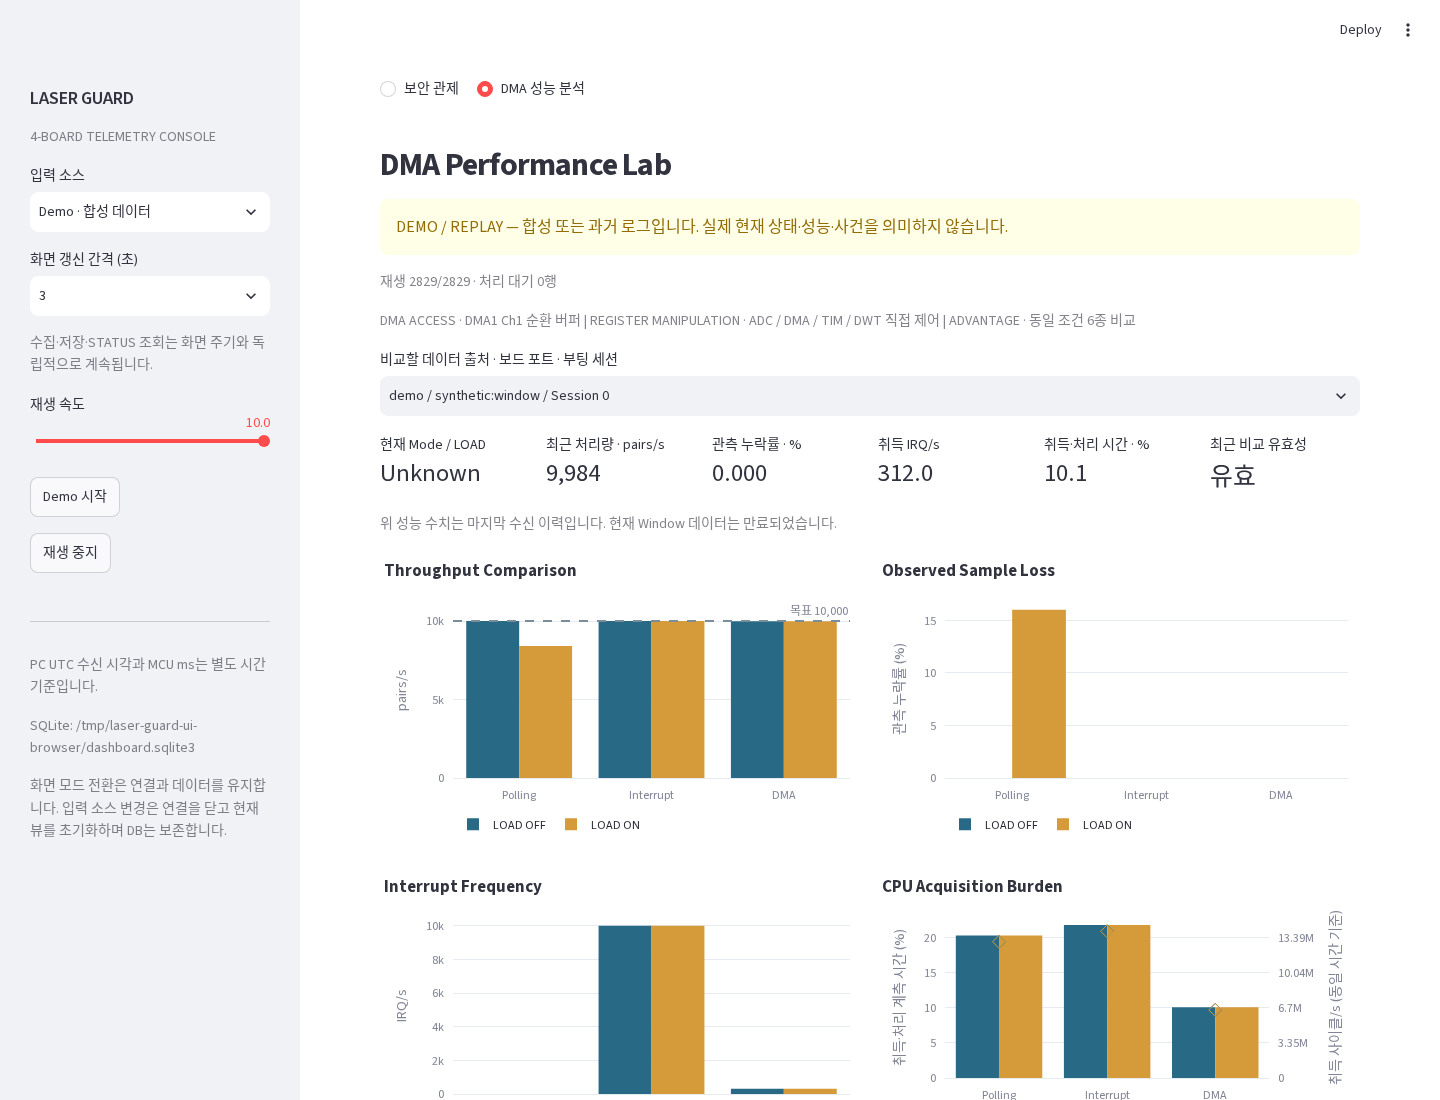 Deploy
LASER GUARD
4-BOARD TELEMETRY CONSOLE
입력 소스
Demo · 합성 데이터
화면 갱신 간격 (초)
3
수집·저장·STATUS 조회는 화면 주기와 독
립적으로 계속됩니다.
재생 속도
10.0
Demo 시작
재생 중지
PC UTC 수신 시각과 MCU ms는 별도 시간
기준입니다.
SQLite: /tmp/laser-guard-ui-
browser/dashboard.sqlite3
화면 모드 전환은 연결과 데이터를 유지합
니다. 입력 소스 변경은 연결을 닫고 현재
뷰를 초기화하며 DB는 보존합니다.
보안 관제
DMA 성능 분석
DMA Performance Lab
DEMO / REPLAY — 합성 또는 과거 로그입니다. 실제 현재 상태·성능·사건을 의미하지 않습니다.
재생 2829/2829 · 처리 대기 0행
DMA ACCESS · DMA1 Ch1 순환 버퍼 | REGISTER MANIPULATION · ADC / DMA / TIM / DWT 직접 제어 | ADVANTAGE · 동일 조건 6종 비교
비교할 데이터 출처 · 보드 포트 · 부팅 세션
demo / synthetic:window / Session 0
현재 Mode / LOAD
Unknown
최근 처리량 · pairs/s
9,984
관측 누락률 · %
0.000
취득 IRQ/s
312.0
취득·처리 시간 · %
10.1
최근 비교 유효성
유효
위 성능 수치는 마지막 수신 이력입니다. 현재 Window 데이터는 만료되었습니다.
Throughput Comparison
목표 10,000
10k
5k
0
pairs/s
Polling
Interrupt
DMA
LOAD OFF
LOAD ON
Observed Sample Loss
15
10
5
0
관측 누락률 (%)
Polling
Interrupt
DMA
LOAD OFF
LOAD ON
Interrupt Frequency
10k
8k
6k
4k
2k
0
IRQ/s
CPU Acquisition Burden
20
15
10
5
0
취득·처리 계측 시간 (%)
13.39M
10.04M
6.7M
3.35M
0
취득 사이클/s (동일 시간 기준)
Polling
Interrupt
DMA